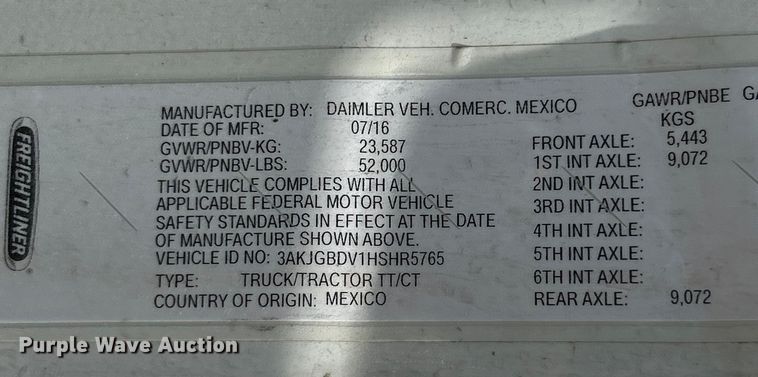 FREIGHTLINER
MANUFACTURED BY: DAIMLER VEH. COMERC. MEXICO
DATE OF MFR: 07/16
GVWR/PNBV-KG: 23,587
GVWR/PNBV-LBS: 52,000
THIS VEHICLE COMPLIES WITH ALL
APPLICABLE FEDERAL MOTOR VEHICLE
SAFETY STANDARDS IN EFFECT AT THE DATE
OF MANUFACTURE SHOWN ABOVE.
VEHICLE ID NO: 3AKJGBDV1HSHR5765
TYPE: TRUCK/TRACTOR TT/CT
COUNTRY OF ORIGIN: MEXICO
GAWR/PNBE GA
KGS
FRONT AXLE: 5,443
1ST INT AXLE: 9,072
2ND INT AXLE:
3RD INT AXLE:
4TH INT AXLE:
5TH INT AXLE:
6TH INT AXLE:
REAR AXLE: 9,072
Purple Wave Auction